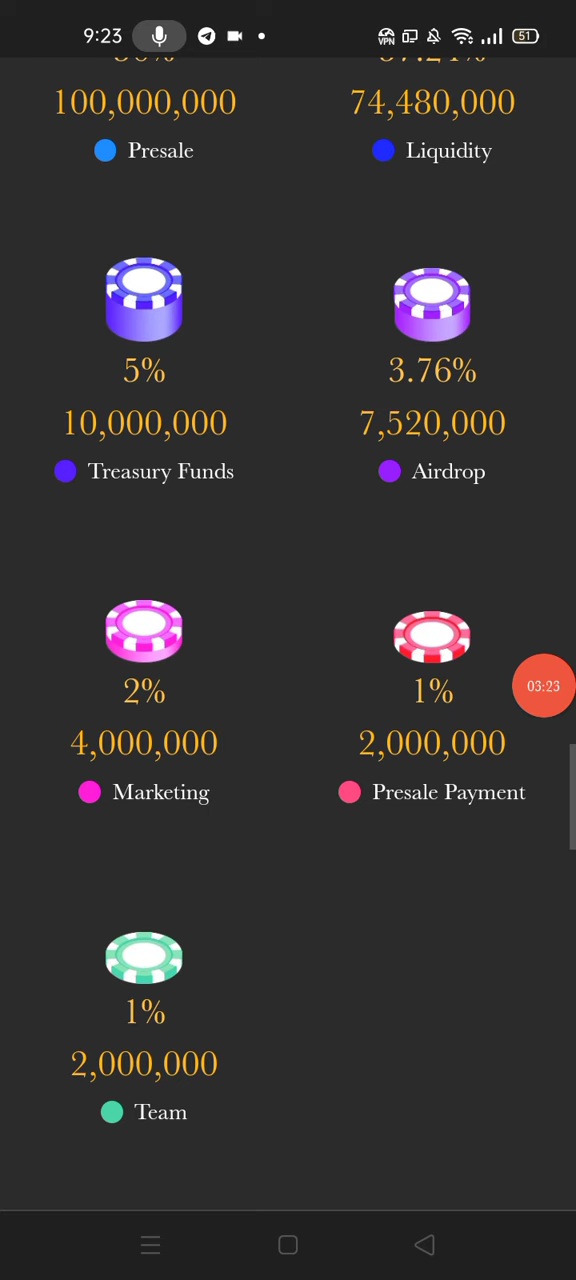 9:23
VPN
51
100,000,000
74,480,000
Presale
Liquidity
5%
3.76%
10,000,000
7,520,000
Treasury Funds
Airdrop
2%
1%
03:23
4,000,000
2,000,000
Marketing
Presale Payment
1%
2,000,000
Team